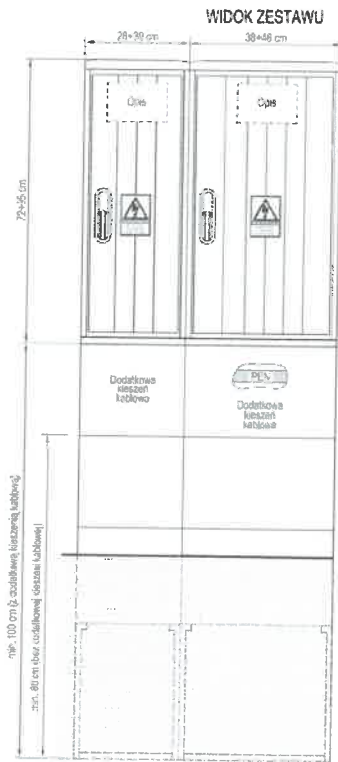 WIDOK ZESTAWU
26÷39 cm
38÷46 cm
72÷95 cm
Opis
Opis
Dodatkowa
kieszeń
kablowa
PEN
Dodatkowa
kieszeń
kablowa
min. 100 cm (z dodatkową kieszenią kablową)
min. 80 cm (bez dodatkowej kieszeni kablowej)